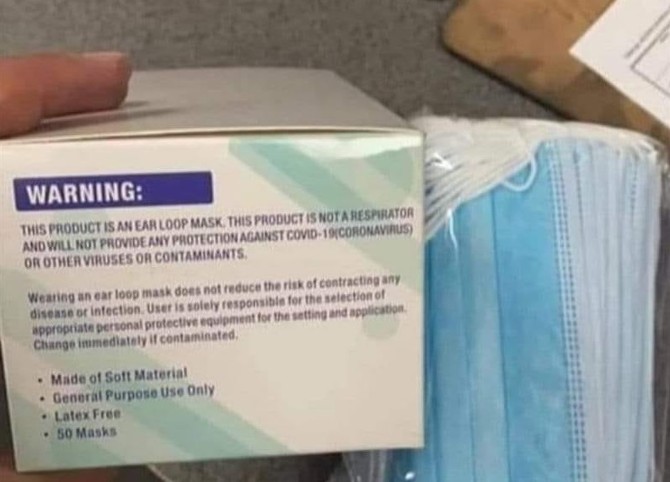 WARNING:
THIS PRODUCT IS AN EAR LOOP MASK. THIS PRODUCT IS NOT A RESPIRATOR
AND WILL NOT PROVIDE ANY PROTECTION AGAINST COVID-19(CORONAVIRUS)
OR OTHER VIRUSES OR CONTAMINANTS.
Wearing an ear loop mask does not reduce the risk of contracting any
disease or infection. User is solely responsible for the selection of
appropriate personal protective equipment for the setting and application.
Change immediately if contaminated.
• Made of Soft Material
• General Purpose Use Only
• Latex Free
• 50 Masks